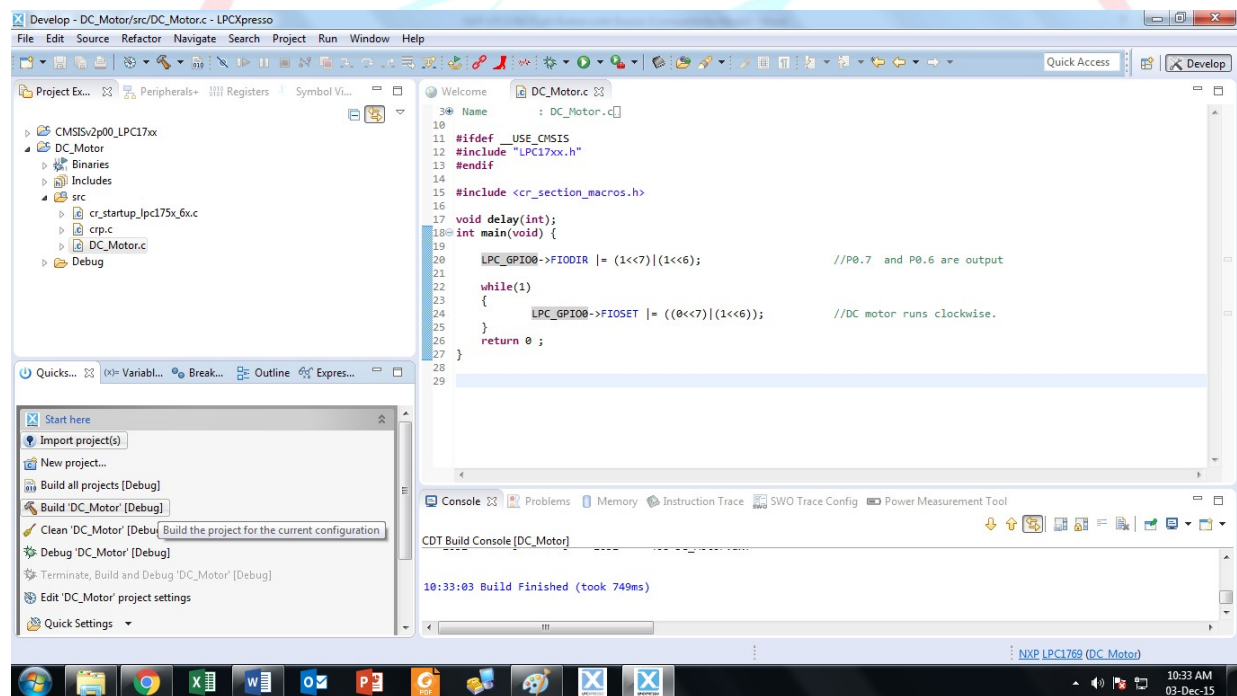 Develop - DC_Motor/src/DC_Motor.c - LPCXpresso
File Edit Source Refactor Navigate Search Project Run Window Help
Quick Access Develop
Project Ex... Peripherals+ Registers Symbol Vi...
CMSISv2p00_LPC17xx
DC_Motor
Binaries
Includes
src
cr_startup_lpc175x_6x.c
crp.c
DC_Motor.c
Debug
Welcome DC_Motor.c
3 Name : DC_Motor.c
10
11 #ifdef __USE_CMSIS
12 #include "LPC17xx.h"
13 #endif
14
15 #include <cr_section_macros.h>
16
17 void delay(int);
18 int main(void) {
19
20 LPC_GPIO0->FIODIR |= (1<<7)|(1<<6); //P0.7 and P0.6 are output
21
22 while(1)
23 {
24 LPC_GPIO0->FIOSET |= ((0<<7)|(1<<6)); //DC motor runs clockwise.
25 }
26 return 0 ;
27 }
28
29
Quicks... (x)= Variabl... Break... Outline Expres...
Start here
Import project(s)
New project...
Build all projects [Debug]
Build 'DC_Motor' [Debug]
Clean 'DC_Motor' [Debu
Build the project for the current configuration
Debug 'DC_Motor' [Debug]
Terminate, Build and Debug 'DC_Motor' [Debug]
Edit 'DC_Motor' project settings
Quick Settings
Console Problems Memory Instruction Trace SWO Trace Config Power Measurement Tool
CDT Build Console [DC_Motor]
10:33:03 Build Finished (took 749ms)
NXP LPC1769 (DC_Motor)
10:33 AM
03-Dec-15